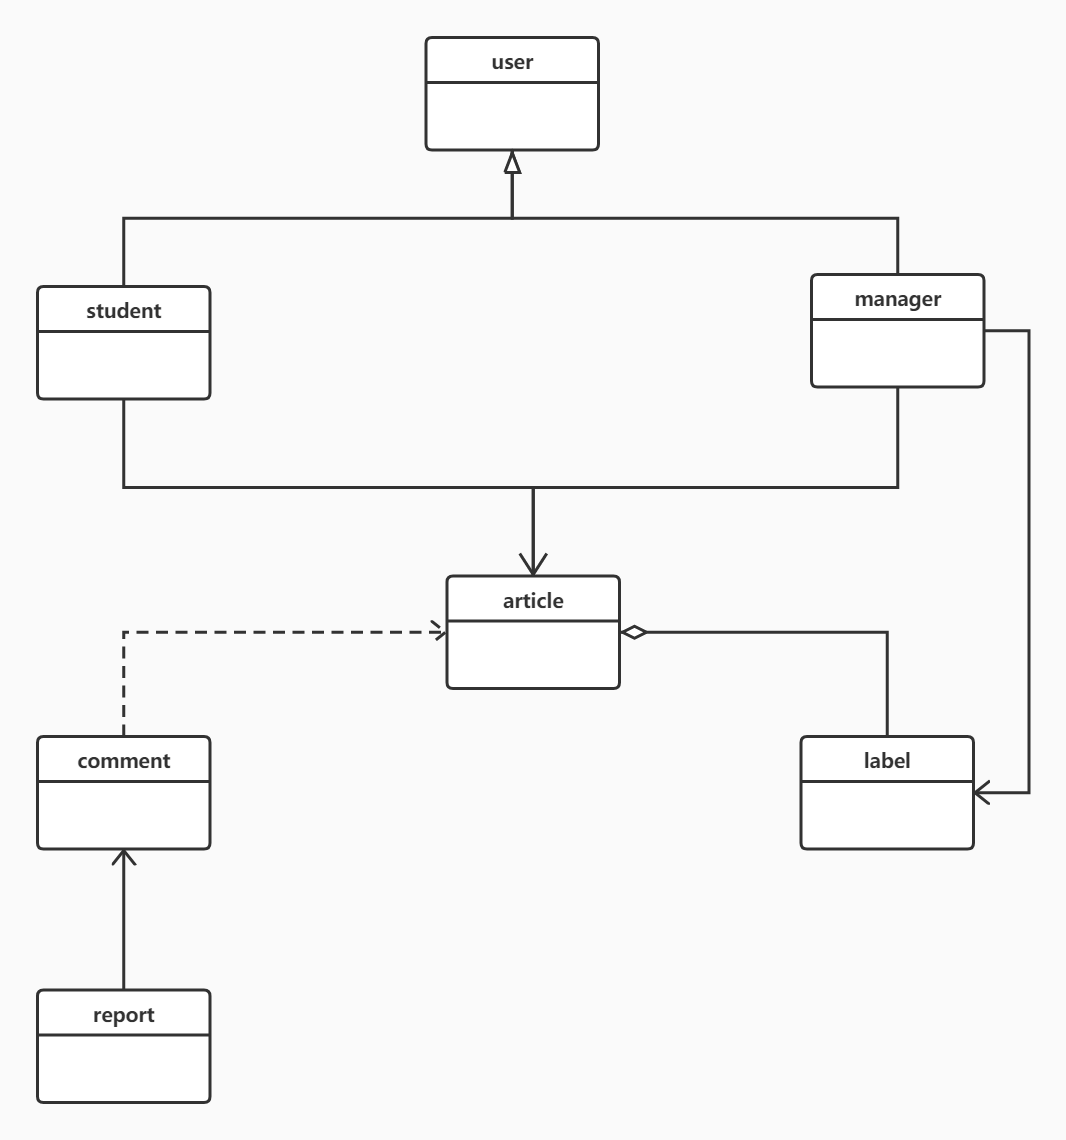 user
student
manager
article
comment
label
report